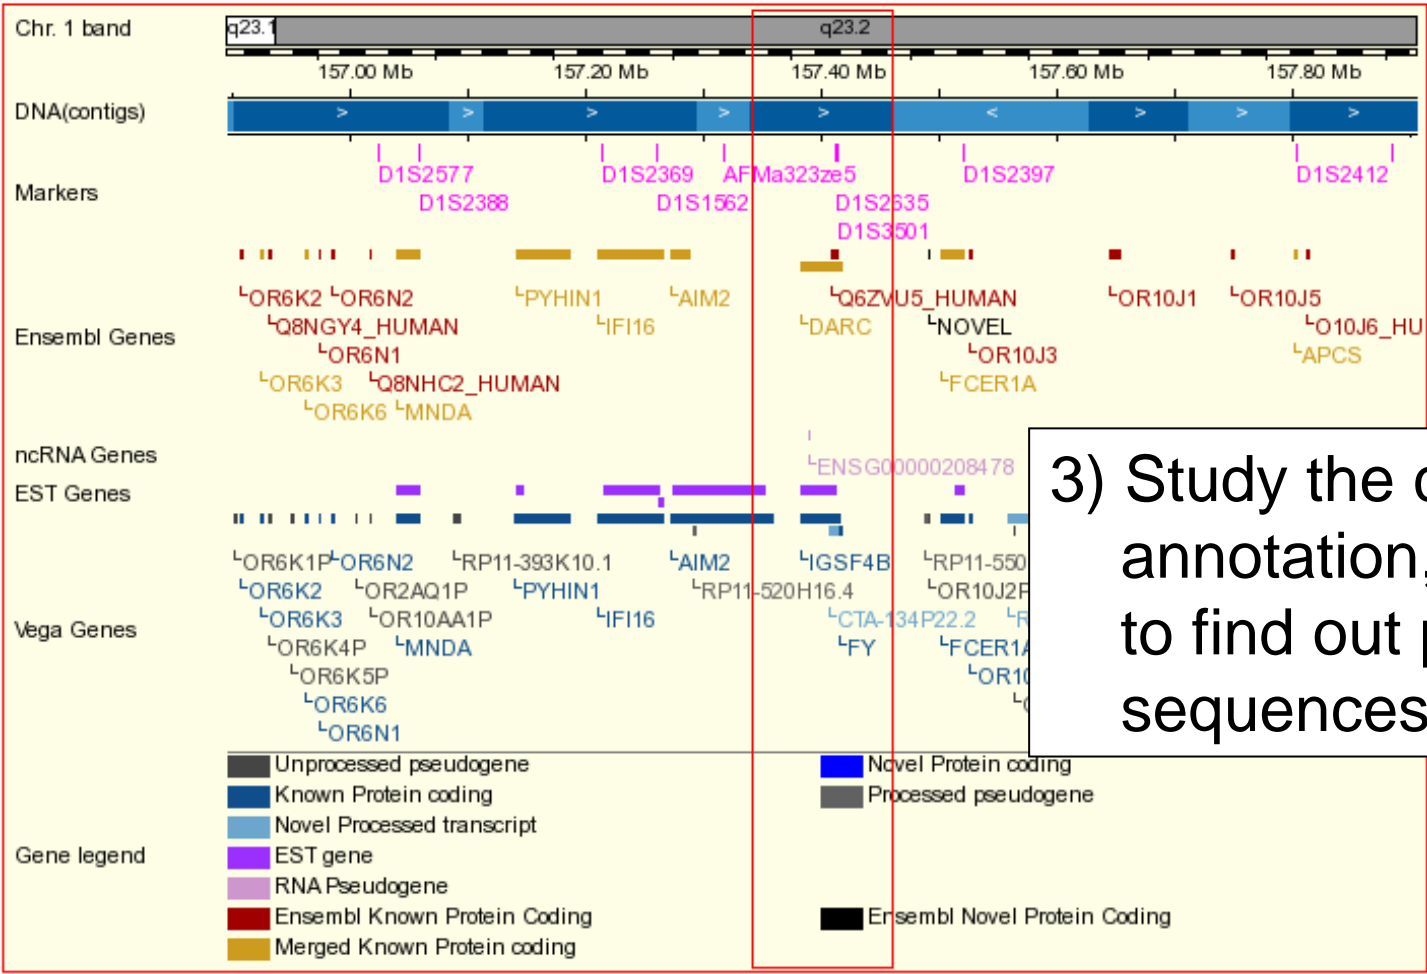 Chr. 1 band q23.1 q23.2
157.00 Mb 157.20 Mb 157.40 Mb 157.60 Mb 157.80 Mb
DNA(contigs) > > > > > < > > >
Markers
D1S2577 D1S2369 AFMa323ze5 D1S2397 D1S2412
D1S2388 D1S1562 D1S2635
D1S3501
Ensembl Genes
OR6K2 OR6N2 PYHIN1 AIM2 Q6ZVU5_HUMAN OR10J1 OR10J5
Q8NGY4_HUMAN IFI16 DARC NOVEL O10J6_HU
OR6N1 OR10J3 APCS
OR6K3 Q8NHC2_HUMAN FCER1A
OR6K6 MNDA
ncRNA Genes
ENSG00000208478
EST Genes
Vega Genes
OR6K1P OR6N2 RP11-393K10.1 AIM2 IGSF4B RP11-550
OR6K2 OR2AQ1P PYHIN1 RP11-520H16.4 OR10J2P
OR6K3 OR10AA1P IFI16 CTA-134P22.2 R
OR6K4P MNDA FY FCER1A
OR6K5P OR10
OR6K6
OR6N1
3) Study the
annotation,
to find out
sequences
Gene legend
Unprocessed pseudogene Novel Protein coding
Known Protein coding Processed pseudogene
Novel Processed transcript
EST gene
RNA Pseudogene
Ensembl Known Protein Coding Ensembl Novel Protein Coding
Merged Known Protein coding